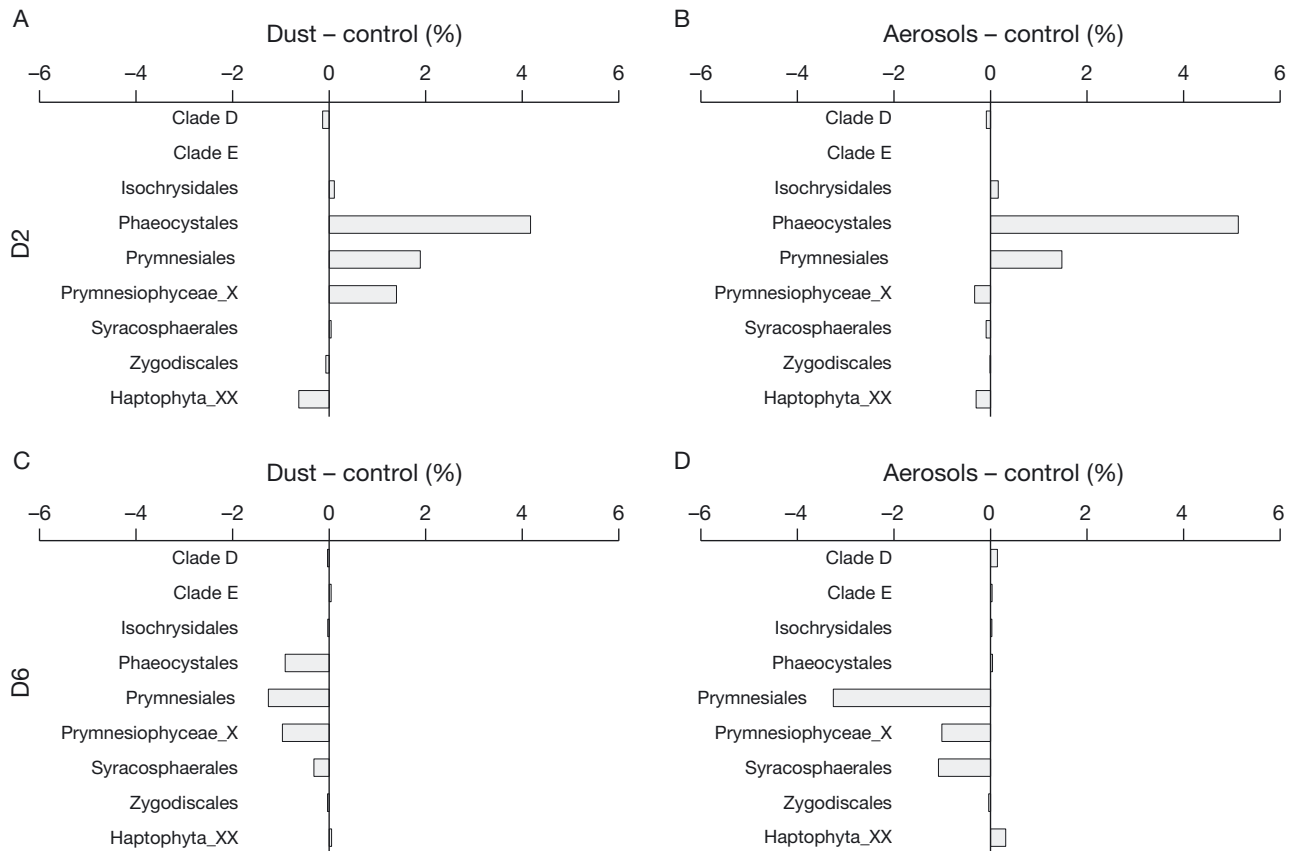 A
Dust – control (%)
−6 −4 −2 0 2 4 6
Clade D
Clade E
Isochrysidales
Phaeocystales
Prymnesiales
Prymnesiophyceae_X
Syracosphaerales
Zygodiscales
Haptophyta_XX
D2
B
Aerosols – control (%)
−6 −4 −2 0 2 4 6
Clade D
Clade E
Isochrysidales
Phaeocystales
Prymnesiales
Prymnesiophyceae_X
Syracosphaerales
Zygodiscales
Haptophyta_XX
C
Dust – control (%)
−6 −4 −2 0 2 4 6
Clade D
Clade E
Isochrysidales
Phaeocystales
Prymnesiales
Prymnesiophyceae_X
Syracosphaerales
Zygodiscales
Haptophyta_XX
D6
D
Aerosols – control (%)
−6 −4 −2 0 2 4 6
Clade D
Clade E
Isochrysidales
Phaeocystales
Prymnesiales
Prymnesiophyceae_X
Syracosphaerales
Zygodiscales
Haptophyta_XX